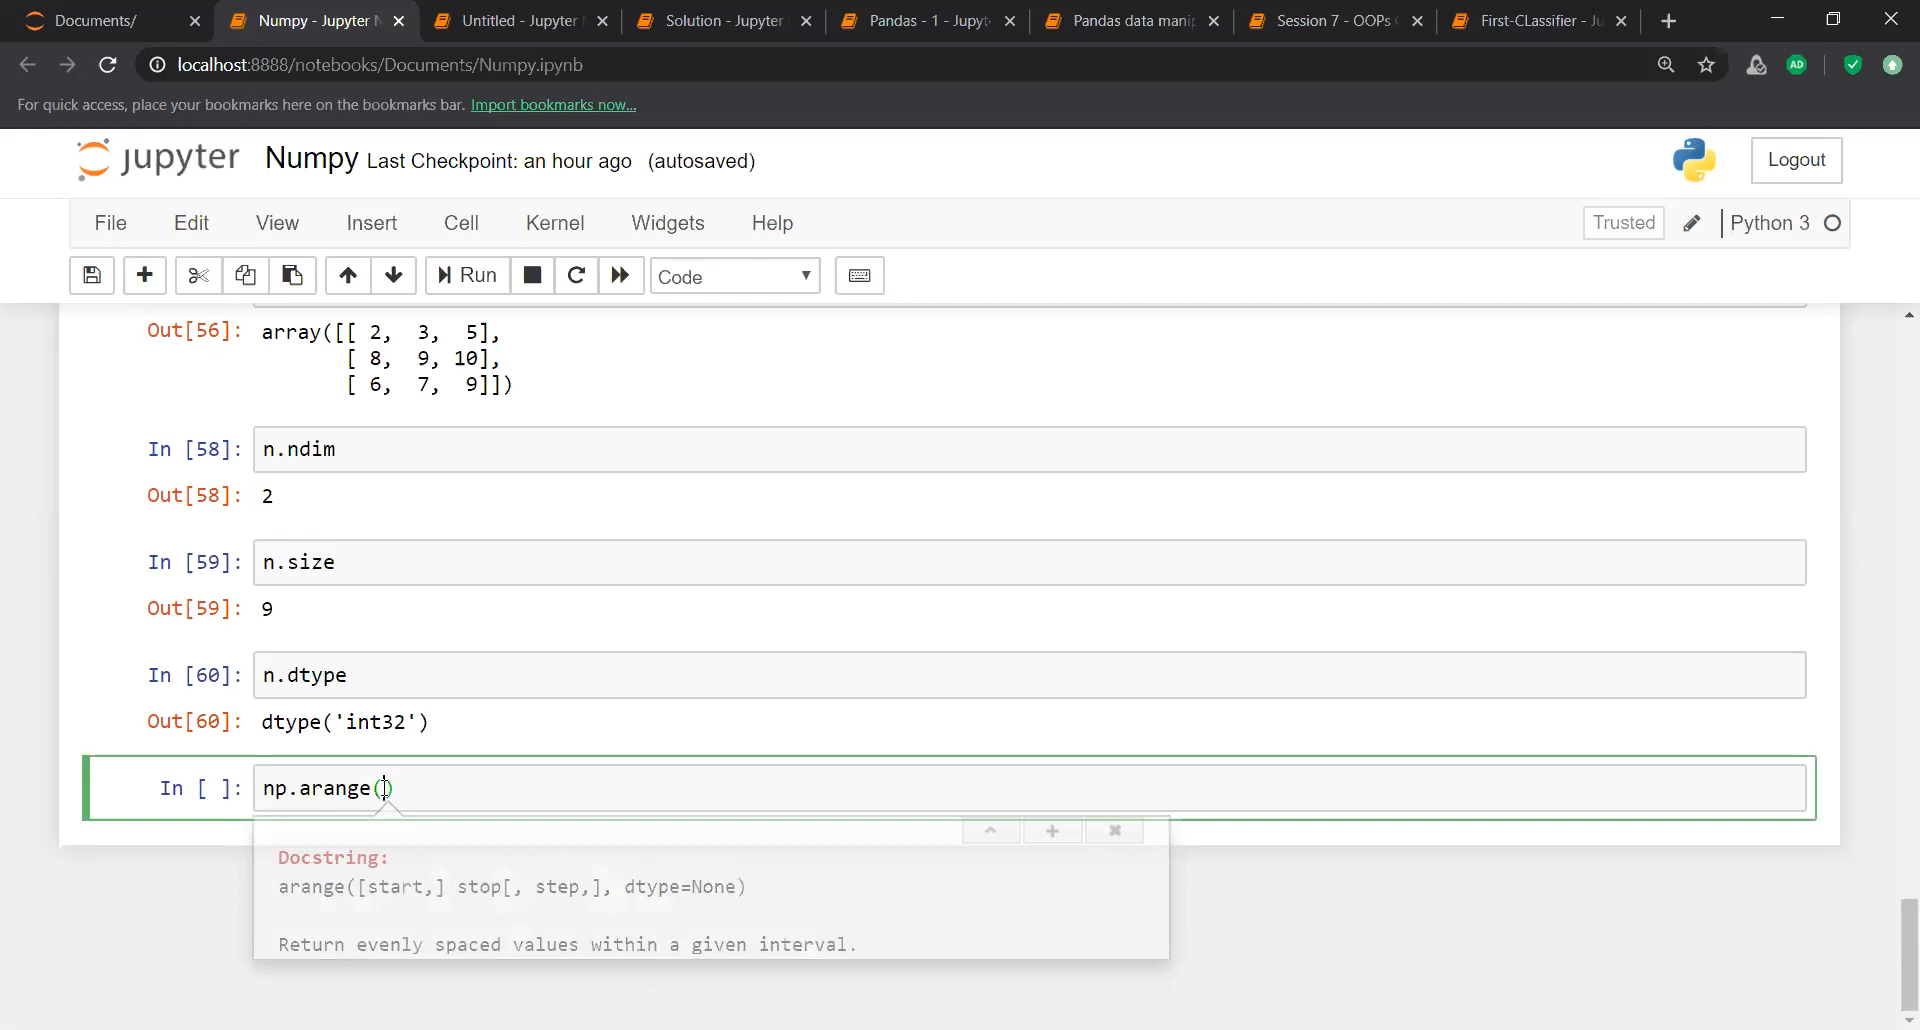 Documents/
Numpy - Jupyter N
Untitled - Jupyter
Solution - Jupyter
Pandas - 1 - Jupyt
Pandas data mani
Session 7 - OOPs
First-CLassifier - Ju
localhost:8888/notebooks/Documents/Numpy.ipynb
AD
For quick access, place your bookmarks here on the bookmarks bar. Import bookmarks now...
jupyter Numpy Last Checkpoint: an hour ago (autosaved)
Logout
File Edit View Insert Cell Kernel Widgets Help
Trusted Python 3
Run Code
Out[56]: array([[ 2, 3, 5],
[ 8, 9, 10],
[ 6, 7, 9]])
In [58]: n.ndim
Out[58]: 2
In [59]: n.size
Out[59]: 9
In [60]: n.dtype
Out[60]: dtype('int32')
In [ ]: np.arange()
Docstring:
arange([start,] stop[, step,], dtype=None)
Return evenly spaced values within a given interval.